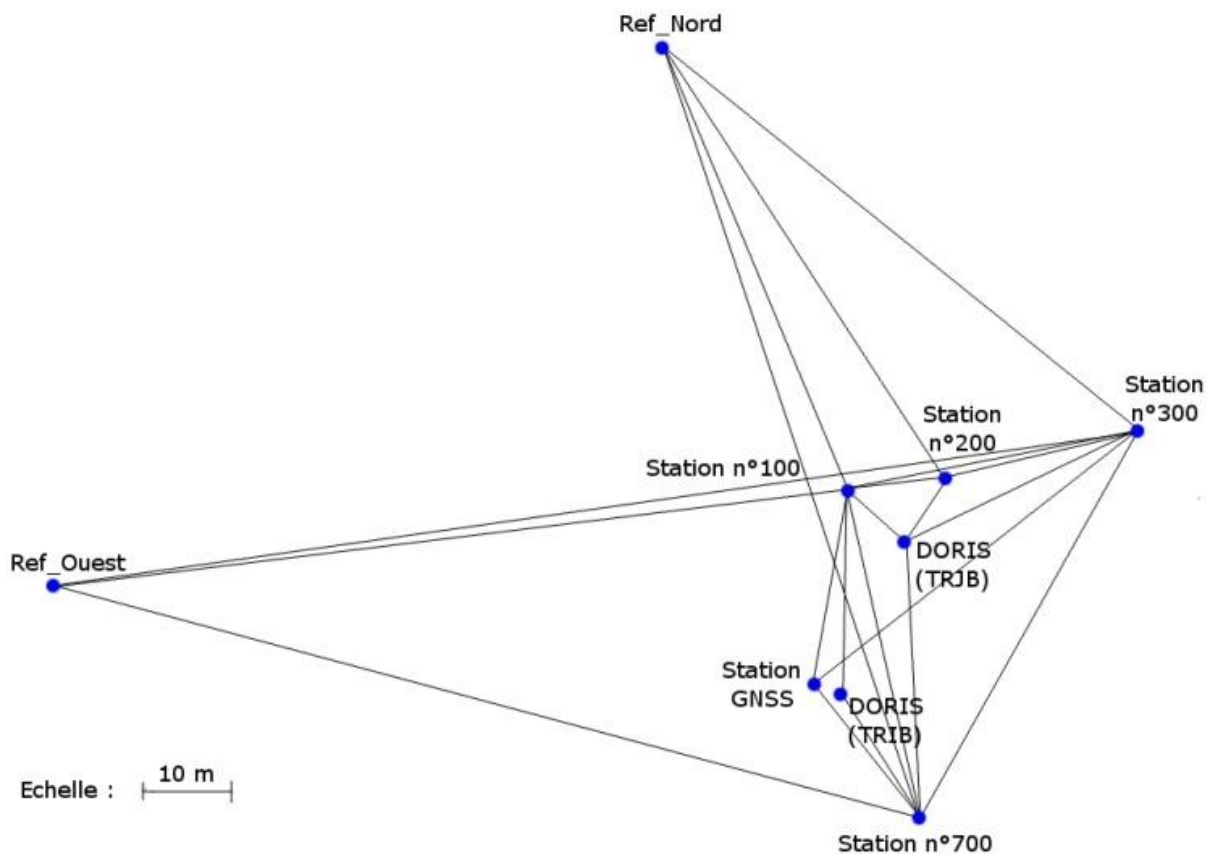 Ref_Nord
Station
n°300
Station
n°200
Station n°100
Ref_Ouest
DORIS
(TRJB)
Station
GNSS
DORIS
(TRIB)
10 m
Echelle :
Station n°700